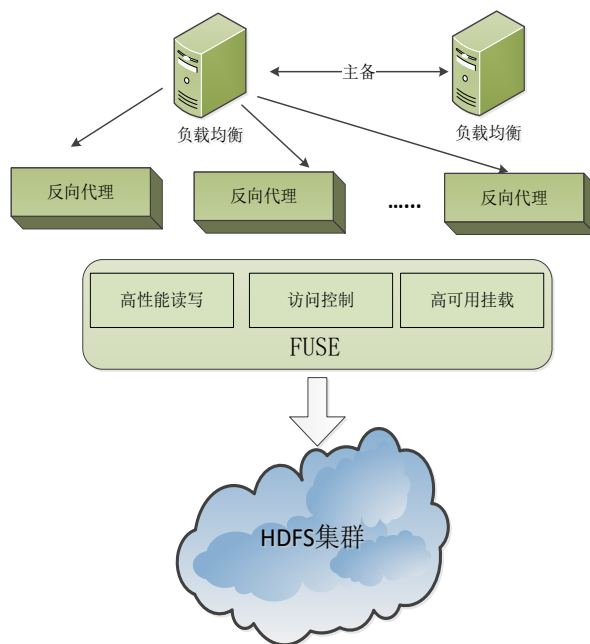 主备
负载均衡
负载均衡
反向代理
反向代理
......
反向代理
高性能读写
访问控制
高可用挂载
FUSE
HDFS集群